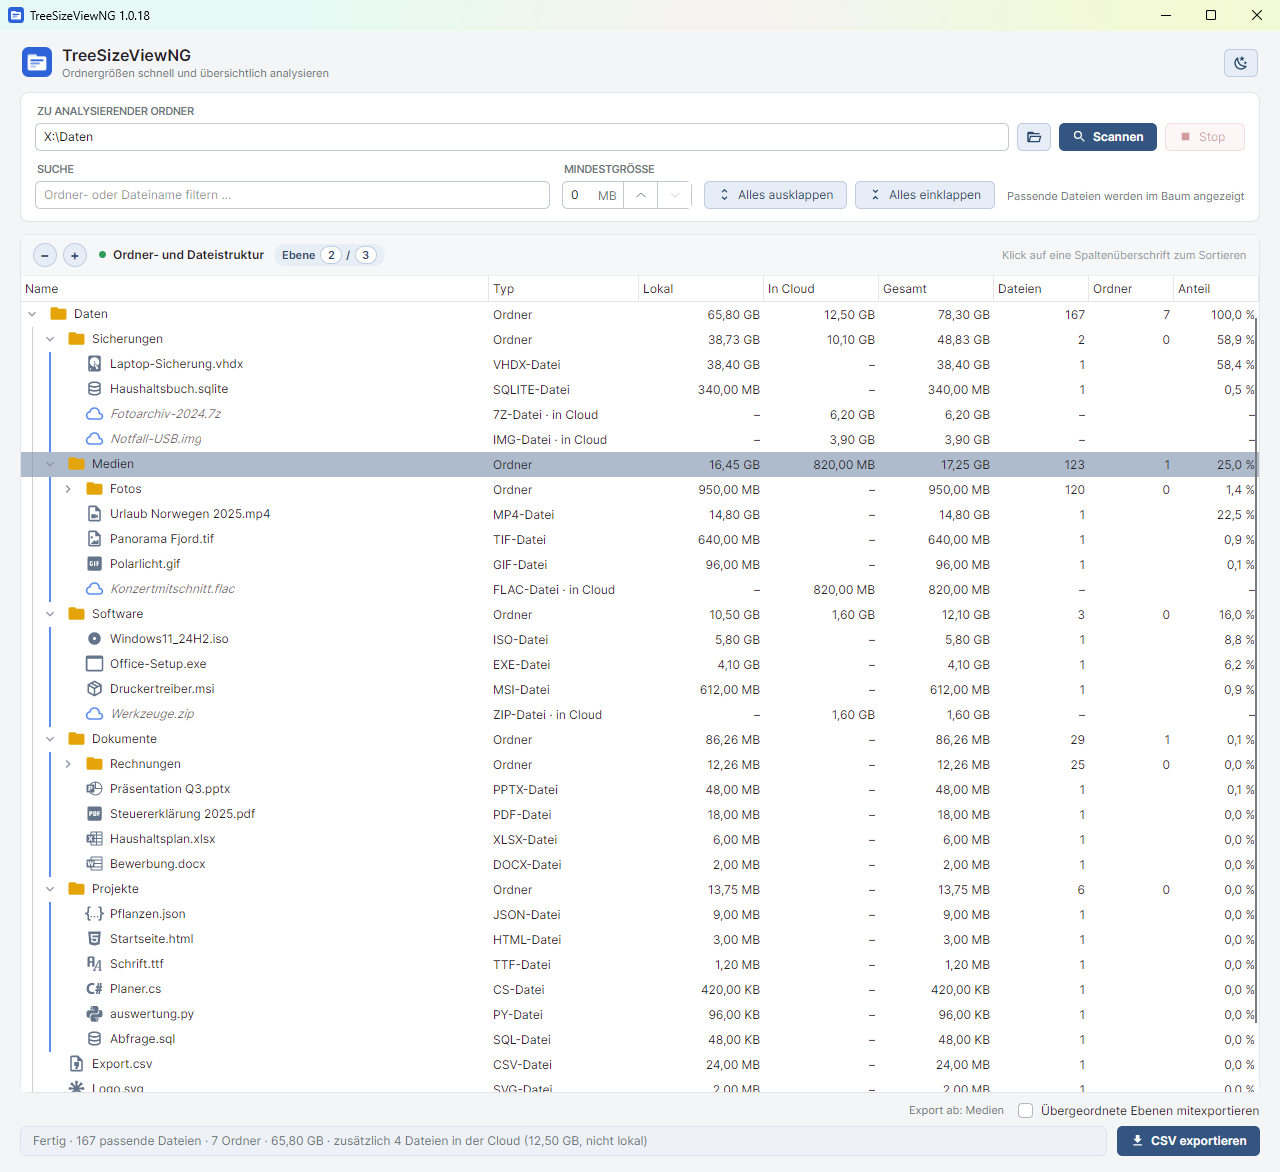 TreeSizeViewNG 1.0.18
TreeSizeViewNG
Ordnergrößen schnell und übersichtlich analysieren
ZU ANALYSIERENDER ORDNER
X:\Daten
Scannen
Stop
SUCHE
MINDESTGRÖSSE
Ordner- oder Dateiname filtern ...
0 MB
Alles ausklappen
Alles einklappen
Passende Dateien werden im Baum angezeigt
Ordner- und Dateistruktur
Ebene 2 / 3
Klick auf eine Spaltenüberschrift zum Sortieren
Name Typ Lokal In Cloud Gesamt Dateien Ordner Anteil
Daten Ordner 65,80 GB 12,50 GB 78,30 GB 167 7 100,0 %
Sicherungen Ordner 38,73 GB 10,10 GB 48,83 GB 2 0 58,9 %
Laptop-Sicherung.vhdx VHDX-Datei 38,40 GB – 38,40 GB 1 58,4 %
Haushaltsbuch.sqlite SQLITE-Datei 340,00 MB – 340,00 MB 1 0,5 %
Fotoarchiv-2024.7z 7Z-Datei · in Cloud – 6,20 GB 6,20 GB – –
Notfall-USB.img IMG-Datei · in Cloud – 3,90 GB 3,90 GB – –
Medien Ordner 16,45 GB 820,00 MB 17,25 GB 123 1 25,0 %
Fotos Ordner 950,00 MB – 950,00 MB 120 0 1,4 %
Urlaub Norwegen 2025.mp4 MP4-Datei 14,80 GB – 14,80 GB 1 22,5 %
Panorama Fjord.tif TIF-Datei 640,00 MB – 640,00 MB 1 0,9 %
GIF Polarlicht.gif GIF-Datei 96,00 MB – 96,00 MB 1 0,1 %
Konzertmitschnitt.flac FLAC-Datei · in Cloud – 820,00 MB 820,00 MB – –
Software Ordner 10,50 GB 1,60 GB 12,10 GB 3 0 16,0 %
Windows11_24H2.iso ISO-Datei 5,80 GB – 5,80 GB 1 8,8 %
Office-Setup.exe EXE-Datei 4,10 GB – 4,10 GB 1 6,2 %
Druckertreiber.msi MSI-Datei 612,00 MB – 612,00 MB 1 0,9 %
Werkzeuge.zip ZIP-Datei · in Cloud – 1,60 GB 1,60 GB – –
Dokumente Ordner 86,26 MB – 86,26 MB 29 1 0,1 %
Rechnungen Ordner 12,26 MB – 12,26 MB 25 0 0,0 %
Präsentation Q3.pptx PPTX-Datei 48,00 MB – 48,00 MB 1 0,1 %
PDF Steuererklärung 2025.pdf PDF-Datei 18,00 MB – 18,00 MB 1 0,0 %
Haushaltsplan.xlsx XLSX-Datei 6,00 MB – 6,00 MB 1 0,0 %
Bewerbung.docx DOCX-Datei 2,00 MB – 2,00 MB 1 0,0 %
Projekte Ordner 13,75 MB – 13,75 MB 6 0 0,0 %
{...} Pflanzen.json JSON-Datei 9,00 MB – 9,00 MB 1 0,0 %
Startseite.html HTML-Datei 3,00 MB – 3,00 MB 1 0,0 %
Schrift.ttf TTF-Datei 1,20 MB – 1,20 MB 1 0,0 %
C# Planer.cs CS-Datei 420,00 KB – 420,00 KB 1 0,0 %
auswertung.py PY-Datei 96,00 KB – 96,00 KB 1 0,0 %
Abfrage.sql SQL-Datei 48,00 KB – 48,00 KB 1 0,0 %
Export.csv CSV-Datei 24,00 MB – 24,00 MB 1 0,0 %
Logo.svg SVG-Datei 2,00 MB – 2,00 MB 1 0,0 %
Export ab: Medien
Übergeordnete Ebenen mitexportieren
Fertig · 167 passende Dateien · 7 Ordner · 65,80 GB · zusätzlich 4 Dateien in der Cloud (12,50 GB, nicht lokal)
CSV exportieren